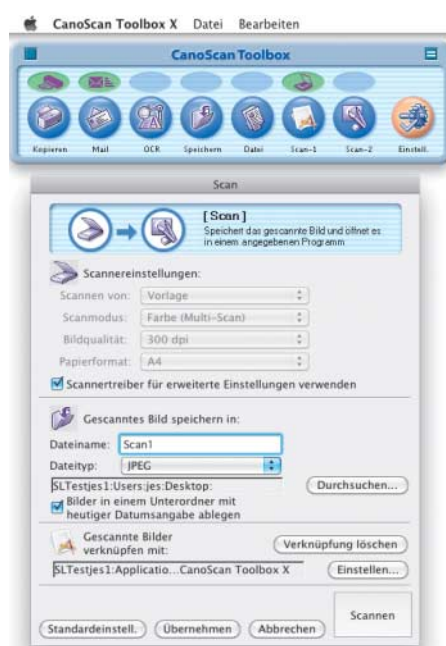 CanoScan Toolbox X Datei Bearbeiten
CanoScan Toolbox
Kopieren Mail OCR Speichern Datei Scan-1 Scan-2 Einstell.
Scan
[Scan]
Speichert das gescannte Bild und öffnet es
in einem angegebenen Programm
Scannereinstellungen:
Scannen von: Vorlage
Scanmodus: Farbe (Multi-Scan)
Bildqualität: 300 dpi
Papierformat: A4
Scannertreiber für erweiterte Einstellungen verwenden
Gescanntes Bild speichern in:
Dateiname: Scan1
Dateityp: JPEG
SLTestjes1:Users:jes:Desktop: Durchsuchen...
Bilder in einem Unterordner mit
heutiger Datumsangabe ablegen
Gescannte Bilder
verknüpfen mit: Verknüpfung löschen
SLTestjes1:Applicatio...CanoScan Toolbox X Einstellen...
Standardeinstell. Übernehmen Abbrechen Scannen